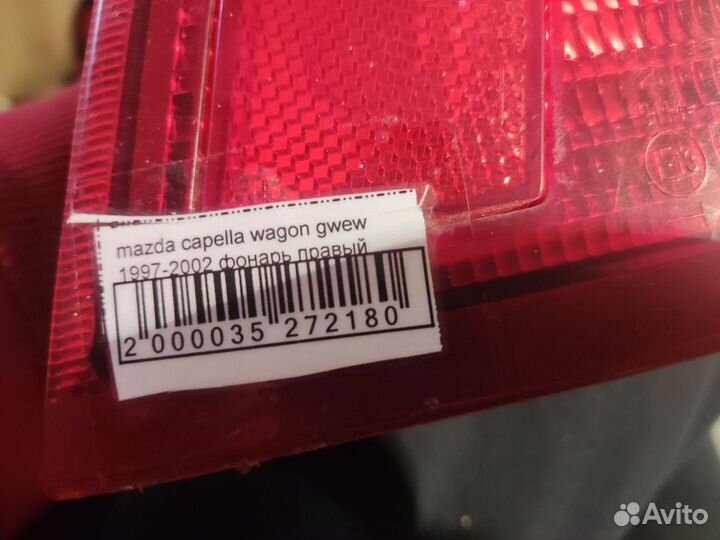 mazda capella wagon gwew
1997-2002 фонарь правый
2 000035 272180
Avito